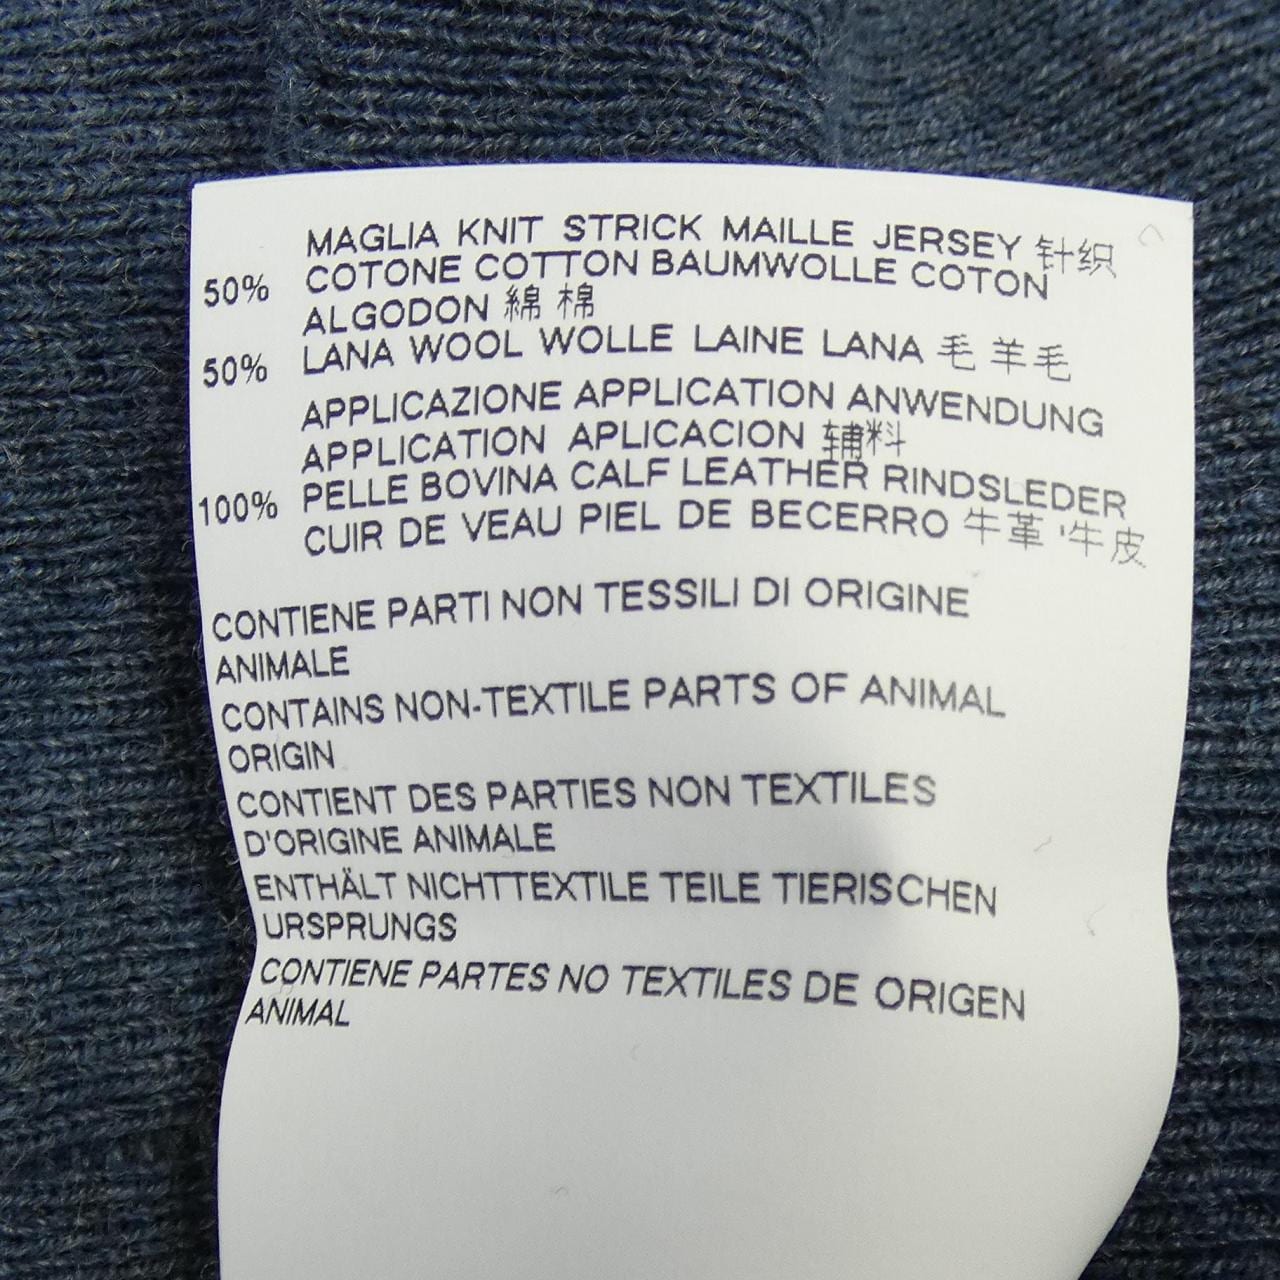 MAGLIA KNIT STRICK MAILLE JERSEY 针织
50% COTONE COTTON BAUMWOLLE COTON
ALGODON 綿 棉
50% LANA WOOL WOLLE LAINE LANA 毛 羊毛
APPLICAZIONE APPLICATION ANWENDUNG
APPLICATION APLICACION 辅料
100% PELLE BOVINA CALF LEATHER RINDSLEDER
CUIR DE VEAU PIEL DE BECERRO 牛革 '牛皮
CONTIENE PARTI NON TESSILI DI ORIGINE
ANIMALE
CONTAINS NON-TEXTILE PARTS OF ANIMAL
ORIGIN
CONTIENT DES PARTIES NON TEXTILES
D'ORIGINE ANIMALE
ENTHÄLT NICHTTEXTILE TEILE TIERISCHEN
URSPRUNGS
CONTIENE PARTES NO TEXTILES DE ORIGEN
ANIMAL